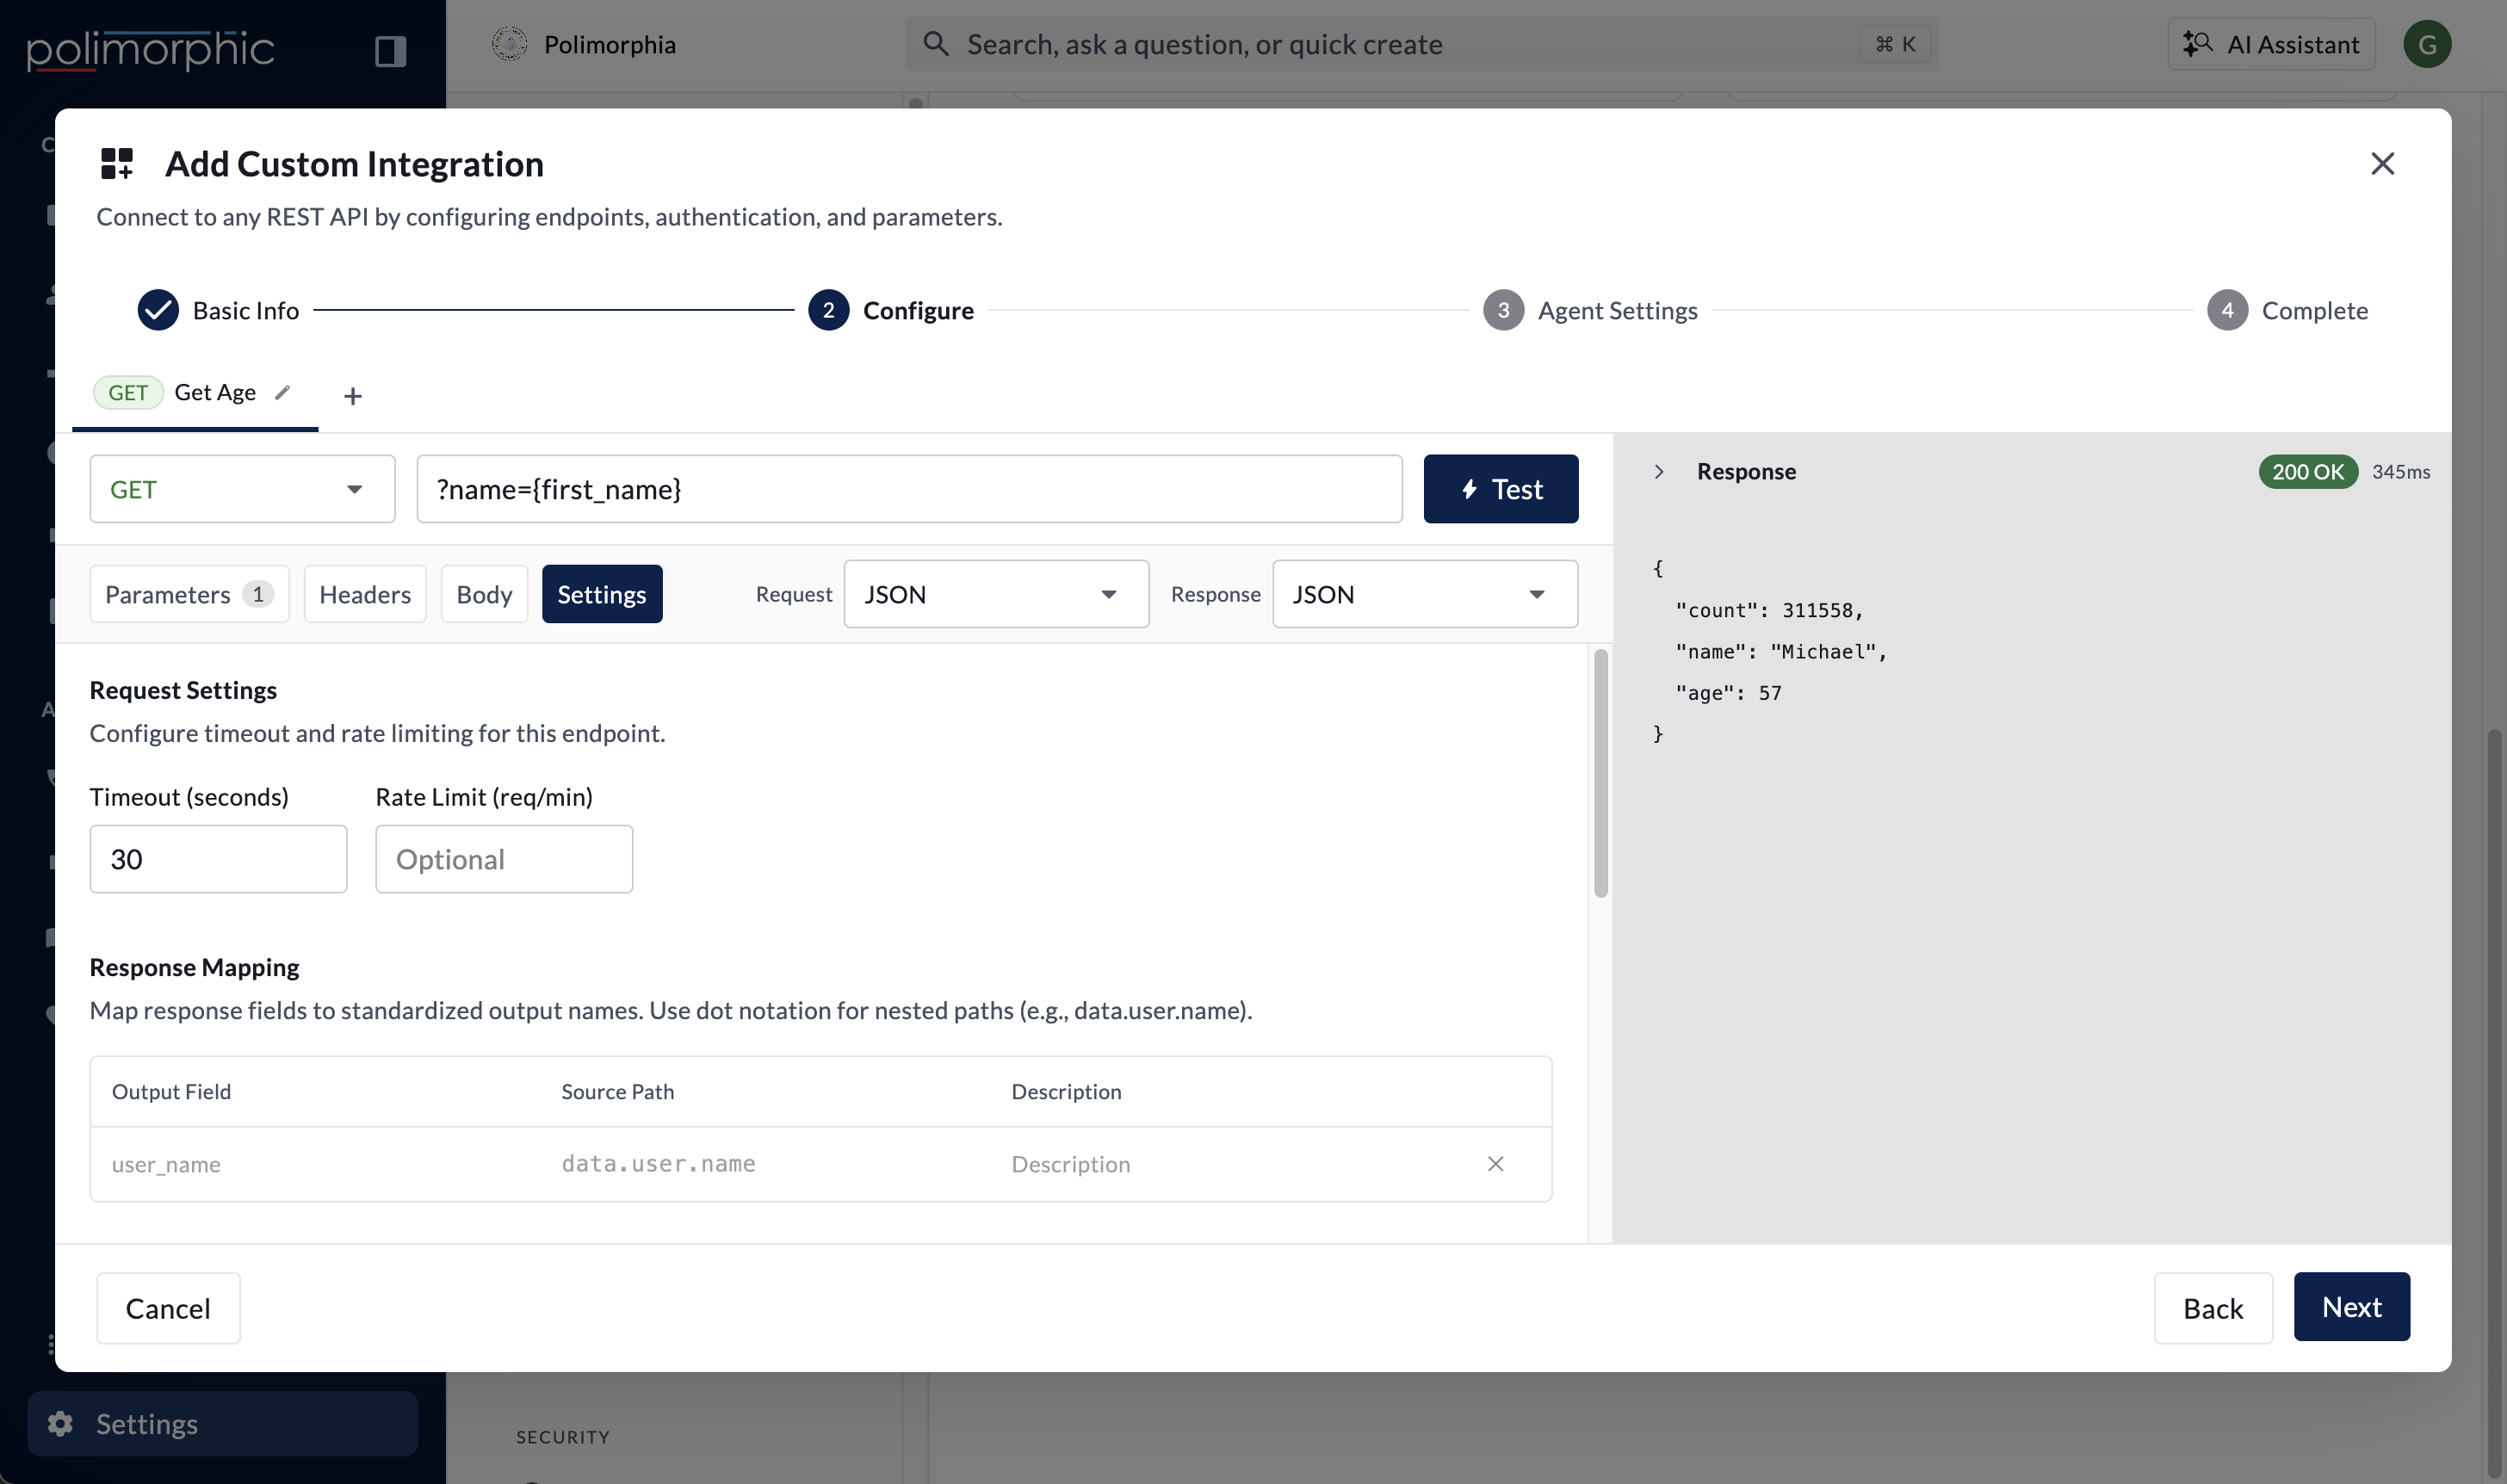 polimorphic
Polimorphia
Search, ask a question, or quick create
⌘ K
AI Assistant
G
Add Custom Integration
Connect to any REST API by configuring endpoints, authentication, and parameters.
Basic Info
2 Configure
3 Agent Settings
4 Complete
GET Get Age
+
GET
?name={first_name}
Test
Response
200 OK 345ms
Parameters 1
Headers
Body
Settings
Request JSON
Response JSON
{
"count": 311558,
"name": "Michael",
"age": 57
}
Request Settings
Configure timeout and rate limiting for this endpoint.
Timeout (seconds) Rate Limit (req/min)
30 Optional
Response Mapping
Map response fields to standardized output names. Use dot notation for nested paths (e.g., data.user.name).
Output Field Source Path Description
user_name data.user.name Description
Cancel
Back
Next
Settings
SECURITY